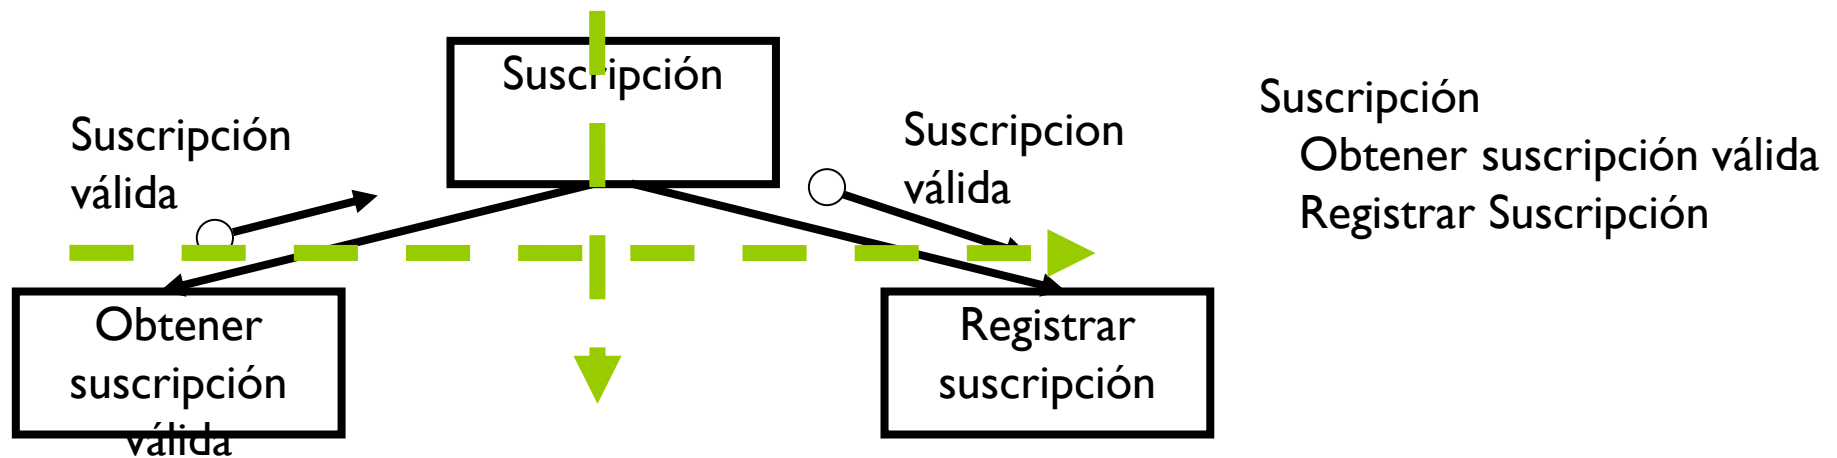 Suscripción
Suscripción
válida
Suscripcion
válida
Obtener
suscripción
válida
Registrar
suscripción
Suscripción
Obtener suscripción válida
Registrar Suscripción